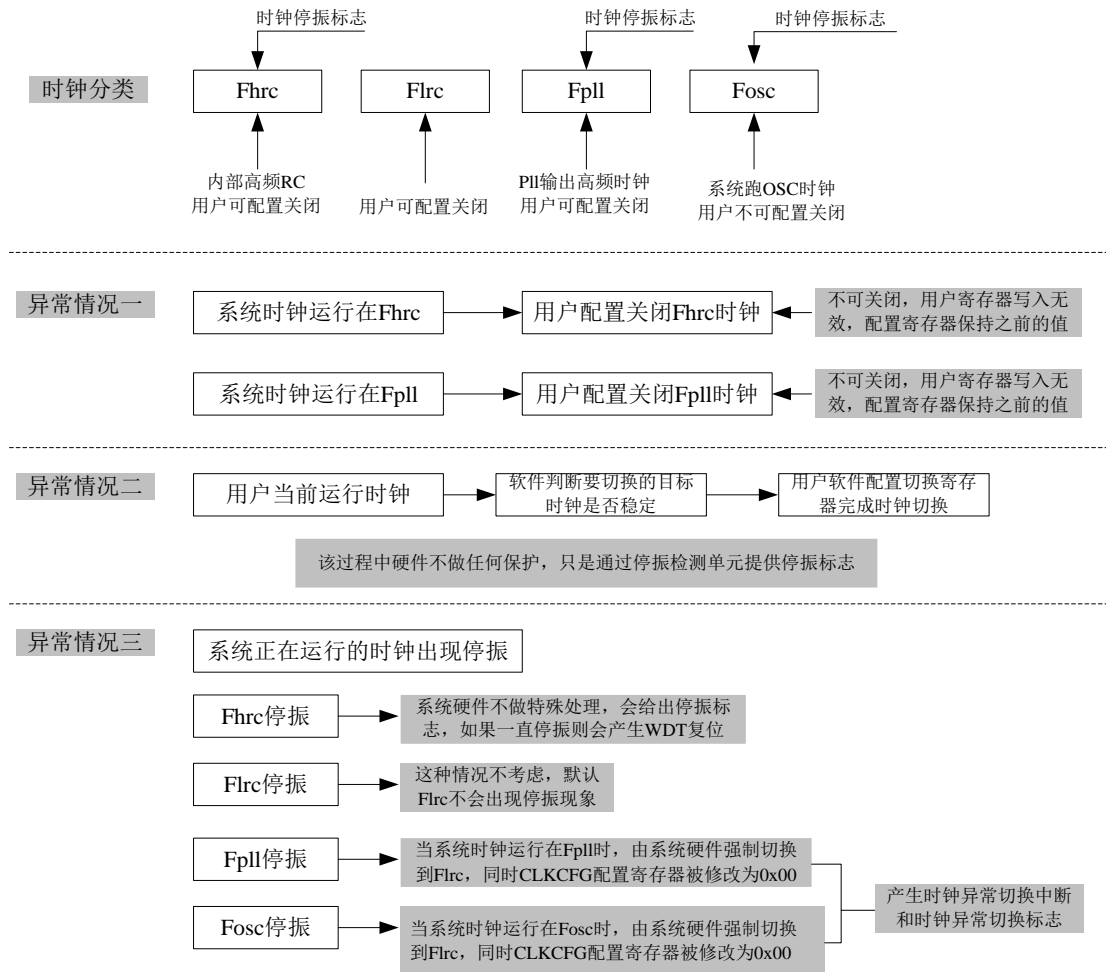 时钟停振标志
时钟停振标志
时钟停振标志
时钟分类
Fhrc
Flrc
Fpll
Fosc
内部高频RC
用户可配置关闭
用户可配置关闭
Pll输出高频时钟
用户可配置关闭
系统跑OSC时钟
用户不可配置关闭
异常情况一
系统时钟运行在Fhrc
用户配置关闭Fhrc时钟
不可关闭，用户寄存器写入无
效，配置寄存器保持之前的值
系统时钟运行在Fpll
用户配置关闭Fpll时钟
不可关闭，用户寄存器写入无
效，配置寄存器保持之前的值
异常情况二
用户当前运行时钟
软件判断要切换的目标
时钟是否稳定
用户软件配置切换寄存
器完成时钟切换
该过程中硬件不做任何保护，只是通过停振检测单元提供停振标志
异常情况三
系统正在运行的时钟出现停振
Fhrc停振
系统硬件不做特殊处理，会给出停振标
志，如果一直停振则会产生WDT复位
Flrc停振
这种情况不考虑，默认
Flrc不会出现停振现象
Fpll停振
当系统时钟运行在Fpll时，由系统硬件强制切换
到Flrc，同时CLKCFG配置寄存器被修改为0x00
Fosc停振
当系统时钟运行在Fosc时，由系统硬件强制切换
到Flrc，同时CLKCFG配置寄存器被修改为0x00
产生时钟异常切换中断
和时钟异常切换标志